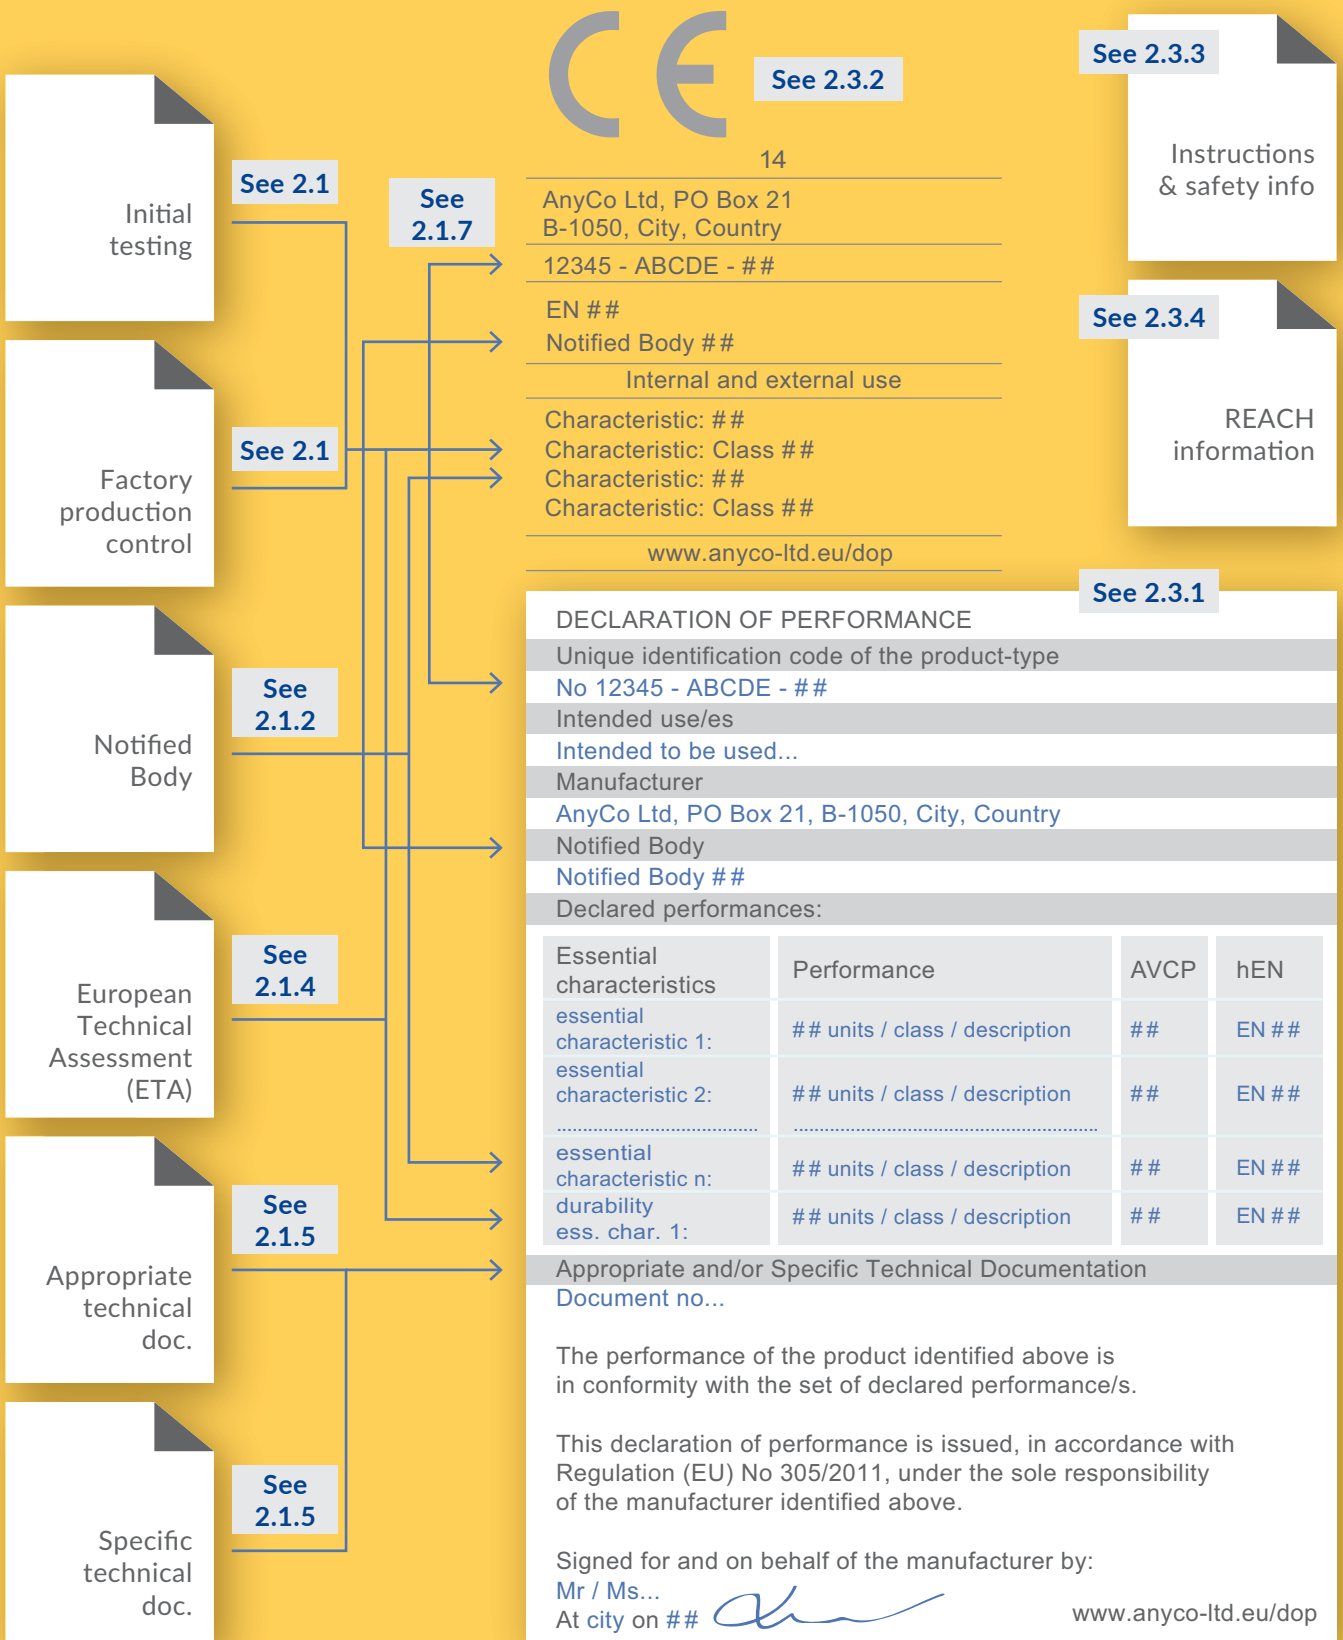 Initial
testing
See 2.1
Factory
production
control
See 2.1
Notified
Body
See
2.1.2
European
Technical
Assessment
(ETA)
See
2.1.4
Appropriate
technical
doc.
See
2.1.5
Specific
technical
doc.
See
2.1.5
See
2.1.7
CE
See 2.3.2
14
AnyCo Ltd, PO Box 21
B-1050, City, Country
12345 - ABCDE - ##
EN ##
Notified Body ##
Internal and external use
Characteristic: ##
Characteristic: Class ##
Characteristic: ##
Characteristic: Class ##
www.anyco-ltd.eu/dop
See 2.3.3
Instructions
& safety info
See 2.3.4
REACH
information
See 2.3.1
DECLARATION OF PERFORMANCE
Unique identification code of the product-type
No 12345 - ABCDE - ##
Intended use/es
Intended to be used...
Manufacturer
AnyCo Ltd, PO Box 21, B-1050, City, Country
Notified Body
Notified Body ##
Declared performances:
Essential
characteristics
Performance
AVCP
hEN
essential
characteristic 1:
## units / class / description
##
EN ##
essential
characteristic 2:
## units / class / description
##
EN ##
essential
characteristic n:
## units / class / description
##
EN ##
durability
ess. char. 1:
## units / class / description
##
EN ##
Appropriate and/or Specific Technical Documentation
Document no...
The performance of the product identified above is
in conformity with the set of declared performance/s.
This declaration of performance is issued, in accordance with
Regulation (EU) No 305/2011, under the sole responsibility
of the manufacturer identified above.
Signed for and on behalf of the manufacturer by:
Mr / Ms...
At city on ##
www.anyco-ltd.eu/dop